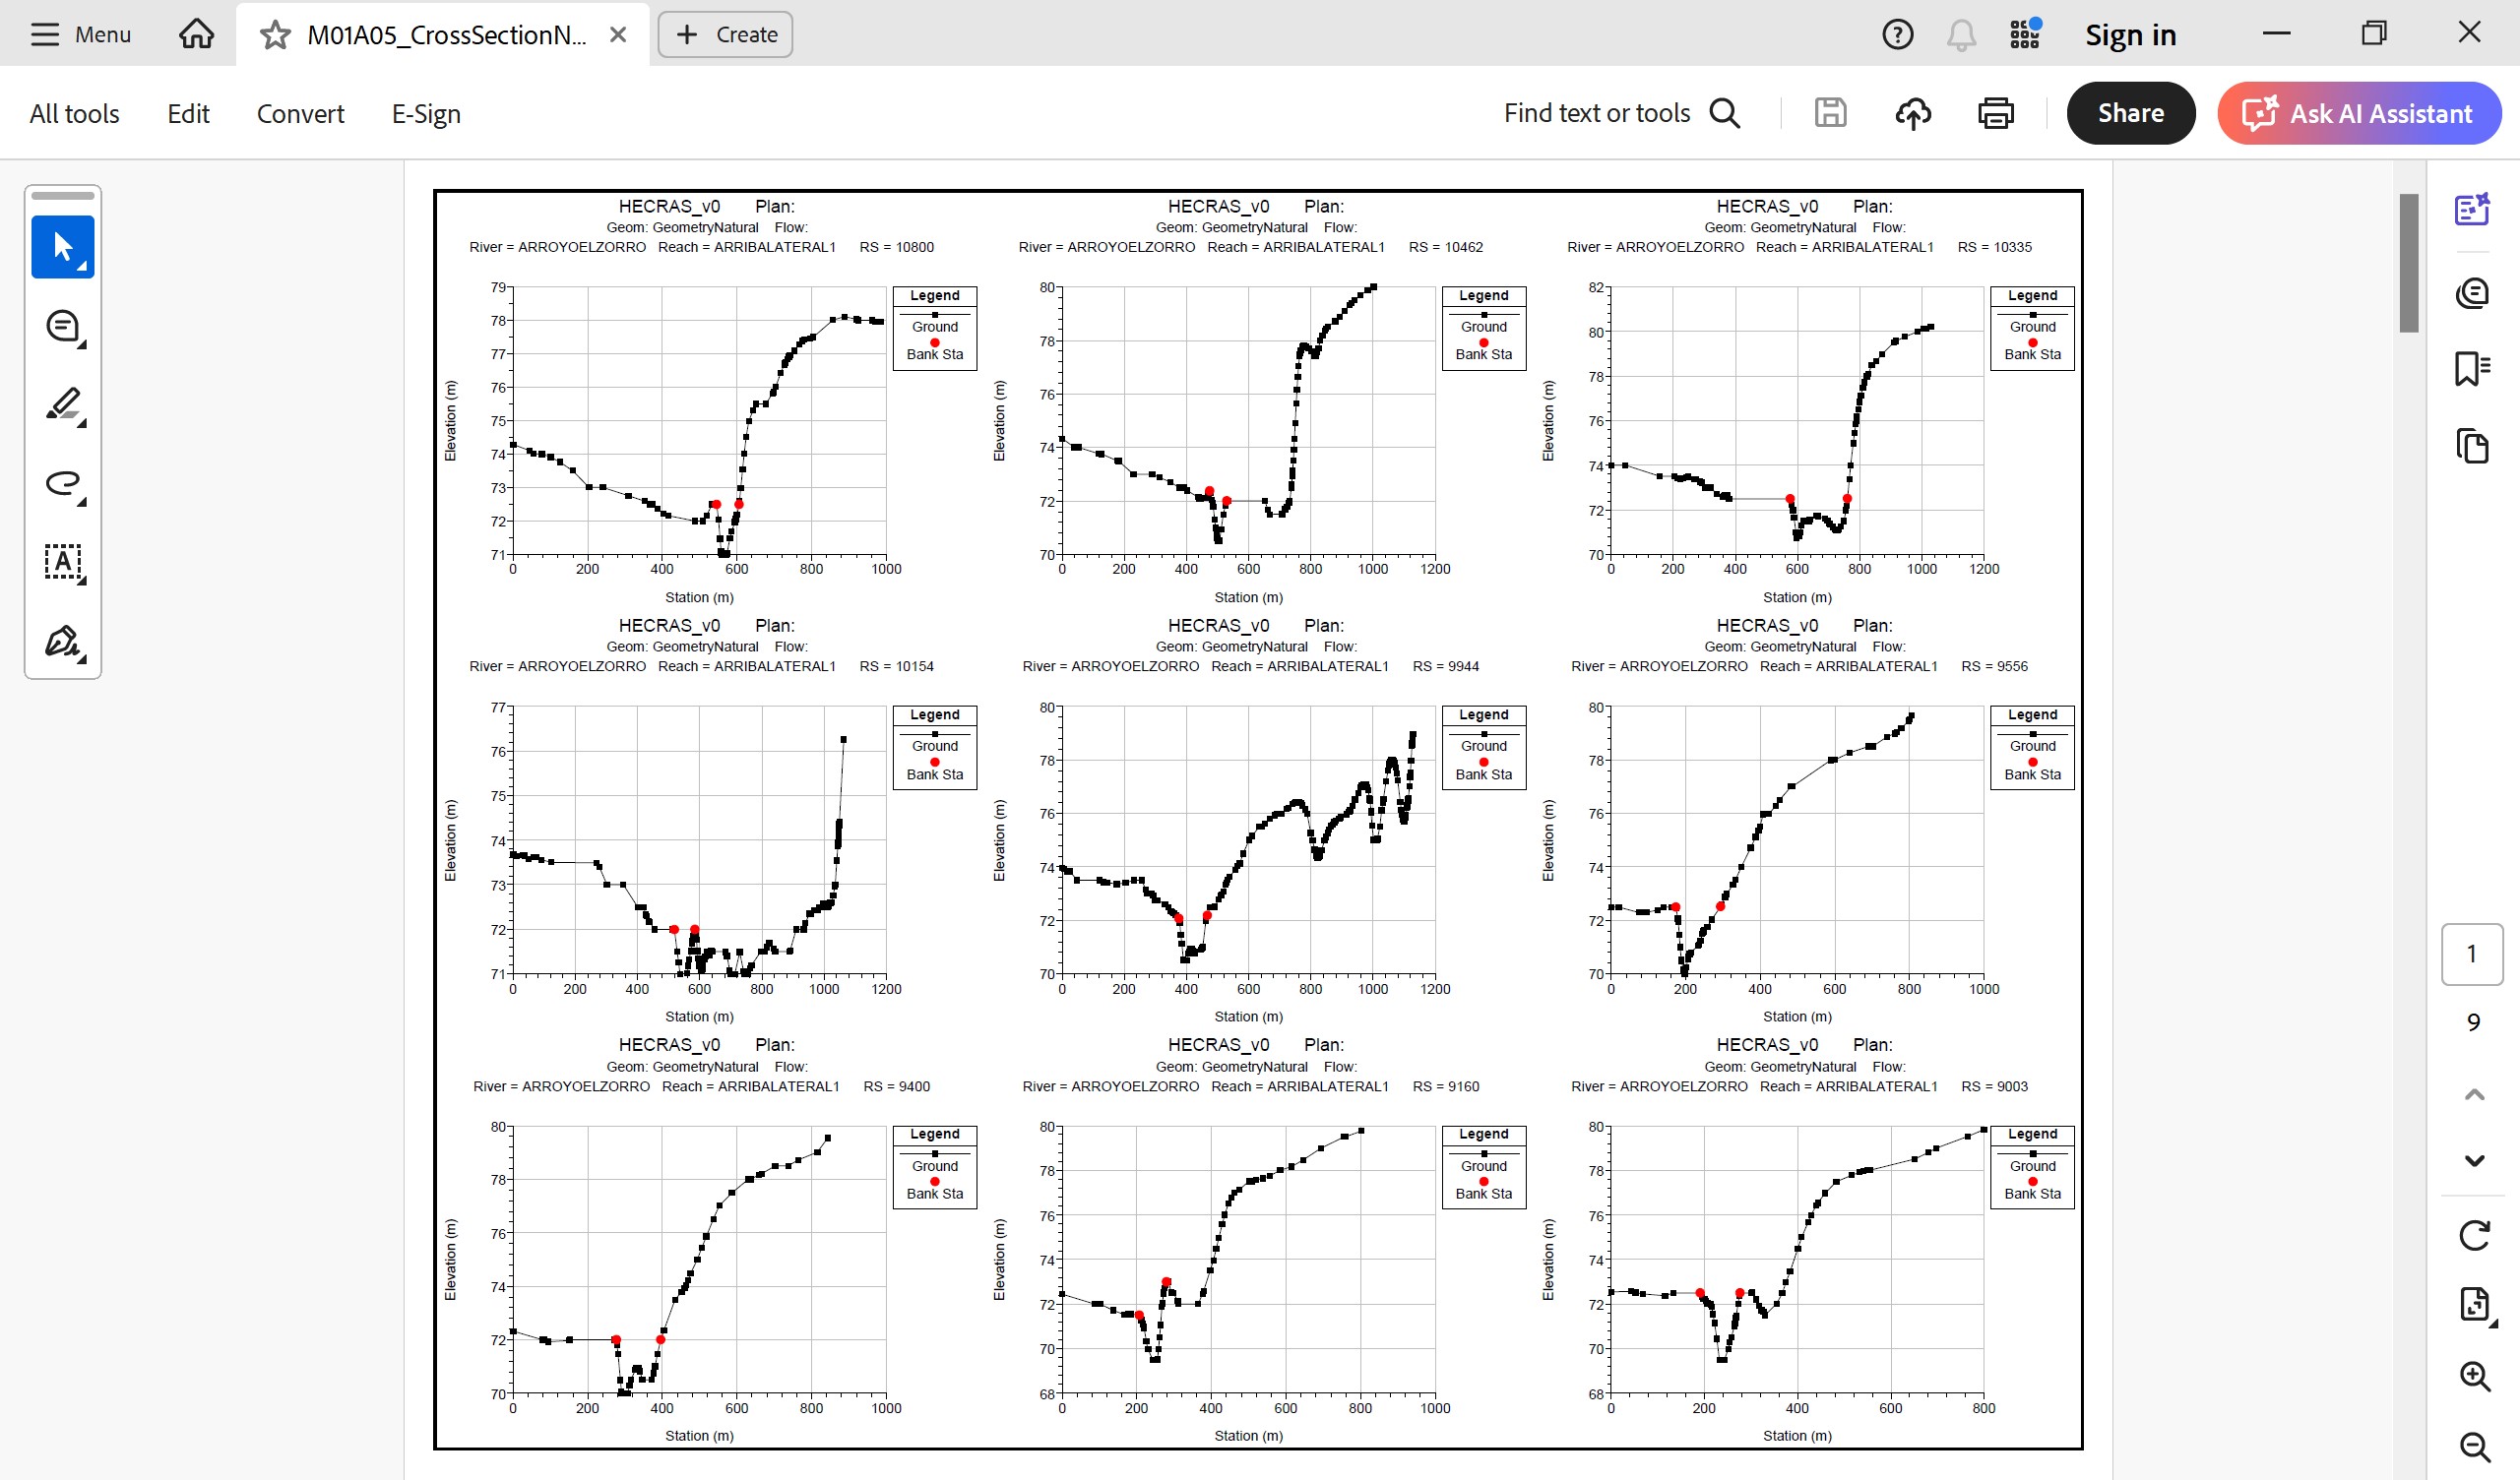 Menu
M01A05_CrossSectionN...
Create
Sign in
All tools
Edit
Convert
E-Sign
Find text or tools
Share
Ask AI Assistant
HECRAS_v0 Plan:
Geom: GeometryNatural Flow:
River = ARROYOELZORRO Reach = ARRIBALATERAL1 RS = 10800
79
78
77
76
75
74
73
72
71
0 200 400 600 800 1000
Station (m)
Elevation (m)
Legend
Ground
Bank Sta
HECRAS_v0 Plan:
Geom: GeometryNatural Flow:
River = ARROYOELZORRO Reach = ARRIBALATERAL1 RS = 10462
80
78
76
74
72
70
0 200 400 600 800 1000 1200
Station (m)
Elevation (m)
Legend
Ground
Bank Sta
HECRAS_v0 Plan:
Geom: GeometryNatural Flow:
River = ARROYOELZORRO Reach = ARRIBALATERAL1 RS = 10335
82
80
78
76
74
72
70
0 200 400 600 800 1000 1200
Station (m)
Elevation (m)
Legend
Ground
Bank Sta
HECRAS_v0 Plan:
Geom: GeometryNatural Flow:
River = ARROYOELZORRO Reach = ARRIBALATERAL1 RS = 10154
77
76
75
74
73
72
71
0 200 400 600 800 1000 1200
Station (m)
Elevation (m)
Legend
Ground
Bank Sta
HECRAS_v0 Plan:
Geom: GeometryNatural Flow:
River = ARROYOELZORRO Reach = ARRIBALATERAL1 RS = 9944
80
78
76
74
72
70
0 200 400 600 800 1000 1200
Station (m)
Elevation (m)
Legend
Ground
Bank Sta
HECRAS_v0 Plan:
Geom: GeometryNatural Flow:
River = ARROYOELZORRO Reach = ARRIBALATERAL1 RS = 9556
80
78
76
74
72
70
0 200 400 600 800 1000
Station (m)
Elevation (m)
Legend
Ground
Bank Sta
HECRAS_v0 Plan:
Geom: GeometryNatural Flow:
River = ARROYOELZORRO Reach = ARRIBALATERAL1 RS = 9400
80
78
76
74
72
70
0 200 400 600 800 1000
Station (m)
Elevation (m)
Legend
Ground
Bank Sta
HECRAS_v0 Plan:
Geom: GeometryNatural Flow:
River = ARROYOELZORRO Reach = ARRIBALATERAL1 RS = 9160
80
78
76
74
72
70
68
0 200 400 600 800 1000
Station (m)
Elevation (m)
Legend
Ground
Bank Sta
HECRAS_v0 Plan:
Geom: GeometryNatural Flow:
River = ARROYOELZORRO Reach = ARRIBALATERAL1 RS = 9003
80
78
76
74
72
70
68
0 200 400 600 800
Station (m)
Elevation (m)
Legend
Ground
Bank Sta
1
9